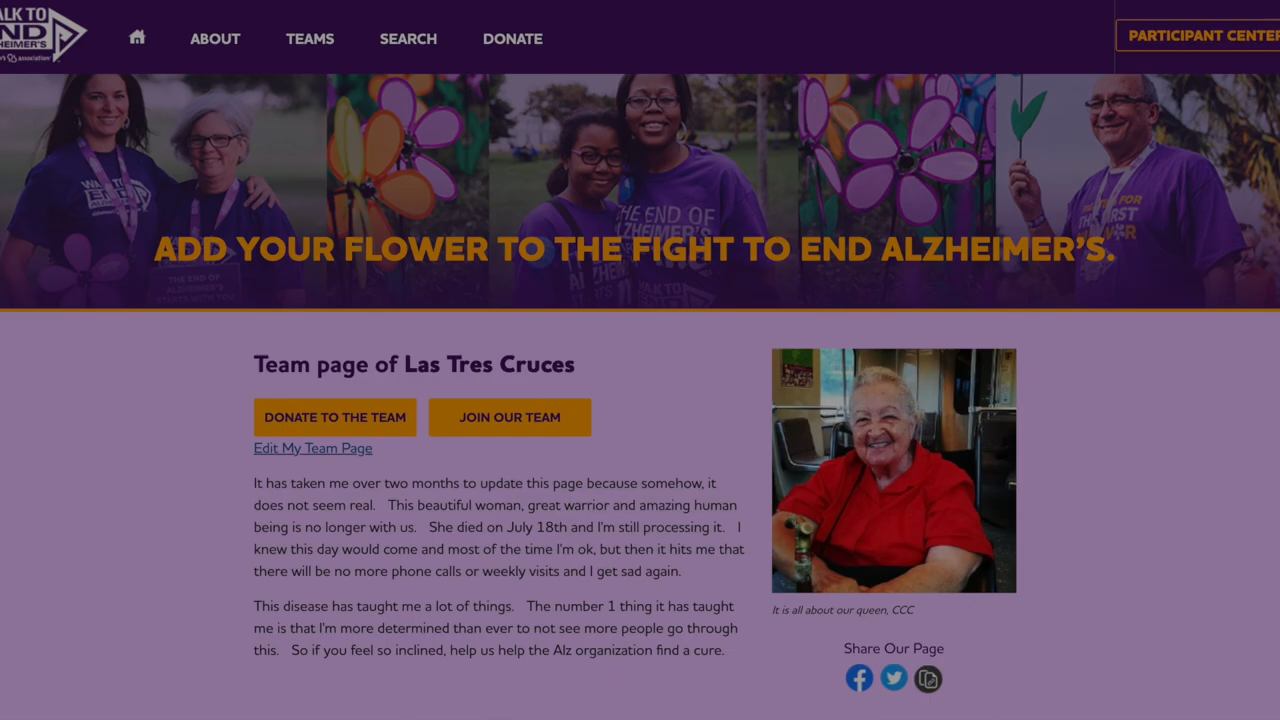 ALK TO
ND
ABOUT
TEAMS
SEARCH
DONATE
PARTICIPANT CENTER
THE END OF
ADD YOUR FLOWER TO THE FIGHT TO END ALZHEIMER'S.
Team page of Las Tres Cruces
DONATE TO THE TEAM
JOIN OUR TEAM
Edit My Team Page
It has taken me over two months to update this page because somehow, it
does not seem real. This beautiful woman, great warrior and amazing human
being is no longer with us. She died on July 18th and I'm still processing it. I
knew this day would come and most of the time I'm ok, but then it hits me that
there will be no more phone calls or weekly visits and I get sad again.
This disease has taught me a lot of things. The number 1 thing it has taught
me is that I'm more determined than ever to not see more people go through
this. So if you feel so inclined, help us help the Alz organization find a cure.
It is all about our queen, CCC
Share Our Page